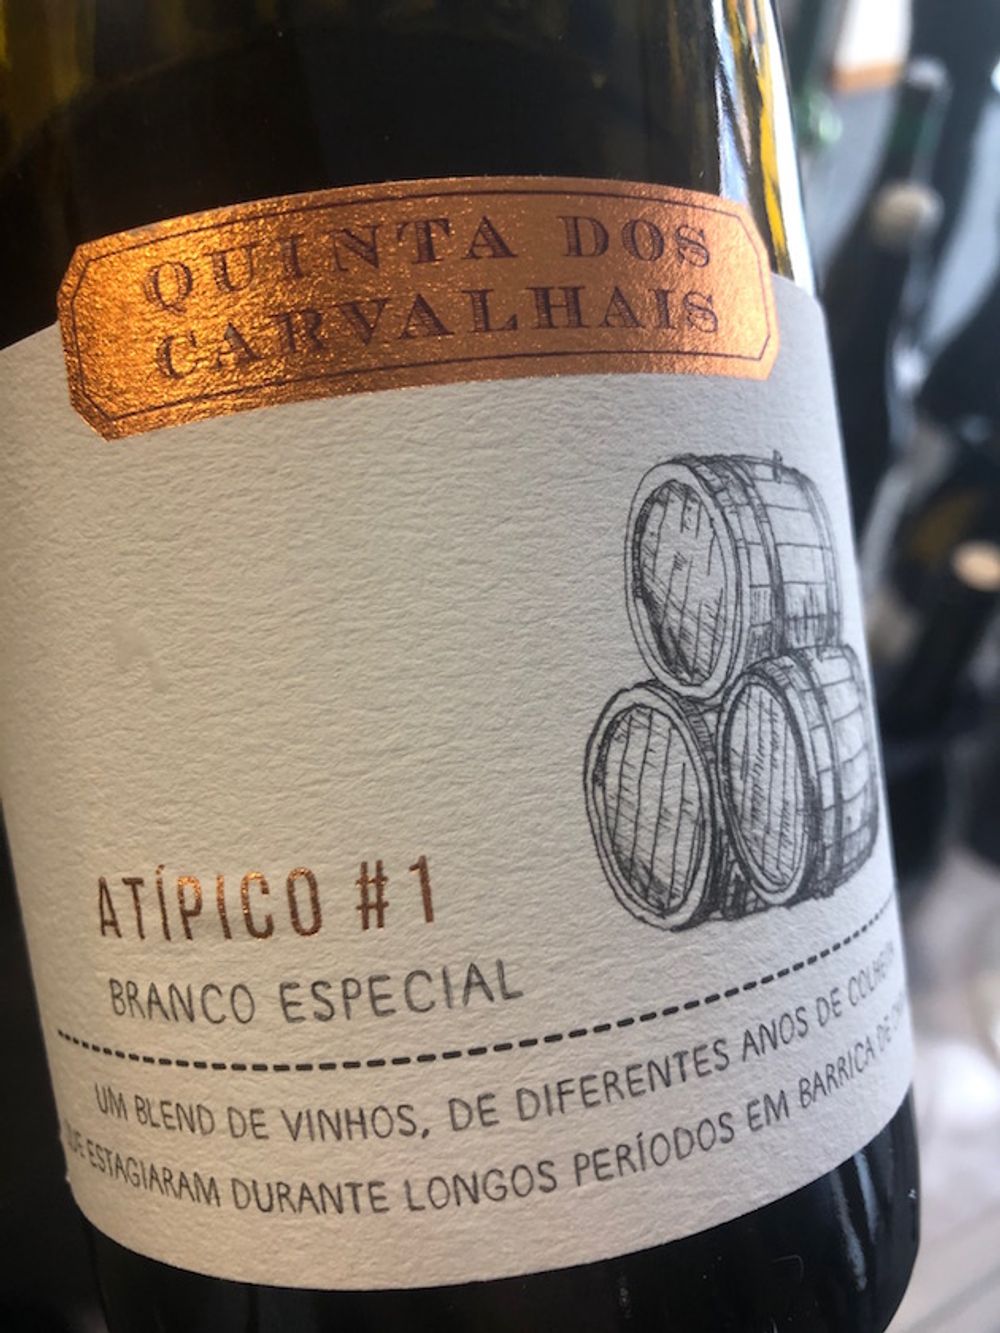 QUINTA DOS
CARVALHAIS
ATÍPICO #1
BRANCO ESPECIAL
UM BLEND DE VINHOS, DE DIFERENTES ANOS DE
ESTAGIARAM DURANTE LONGOS PERÍODOS EM BARRICA DE